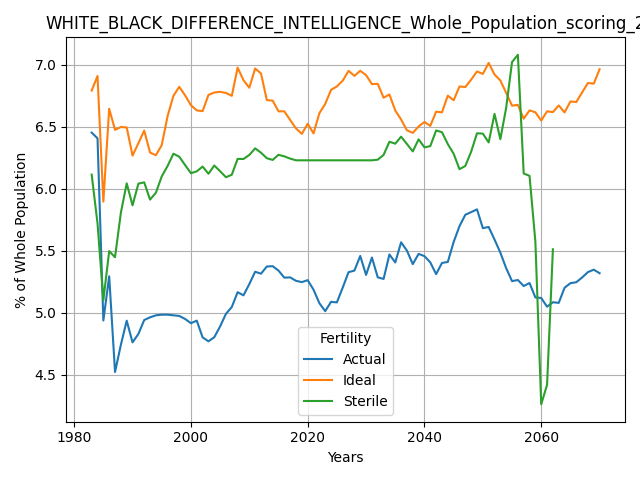 WHITE_BLACK_DIFFERENCE_INTELLIGENCE_Whole_Population_scoring_2
7.0
6.5
6.0
5.5
5.0
4.5
% of Whole Population
Fertility
Actual
Ideal
Sterile
1980 2000 2020 2040 2060
Years